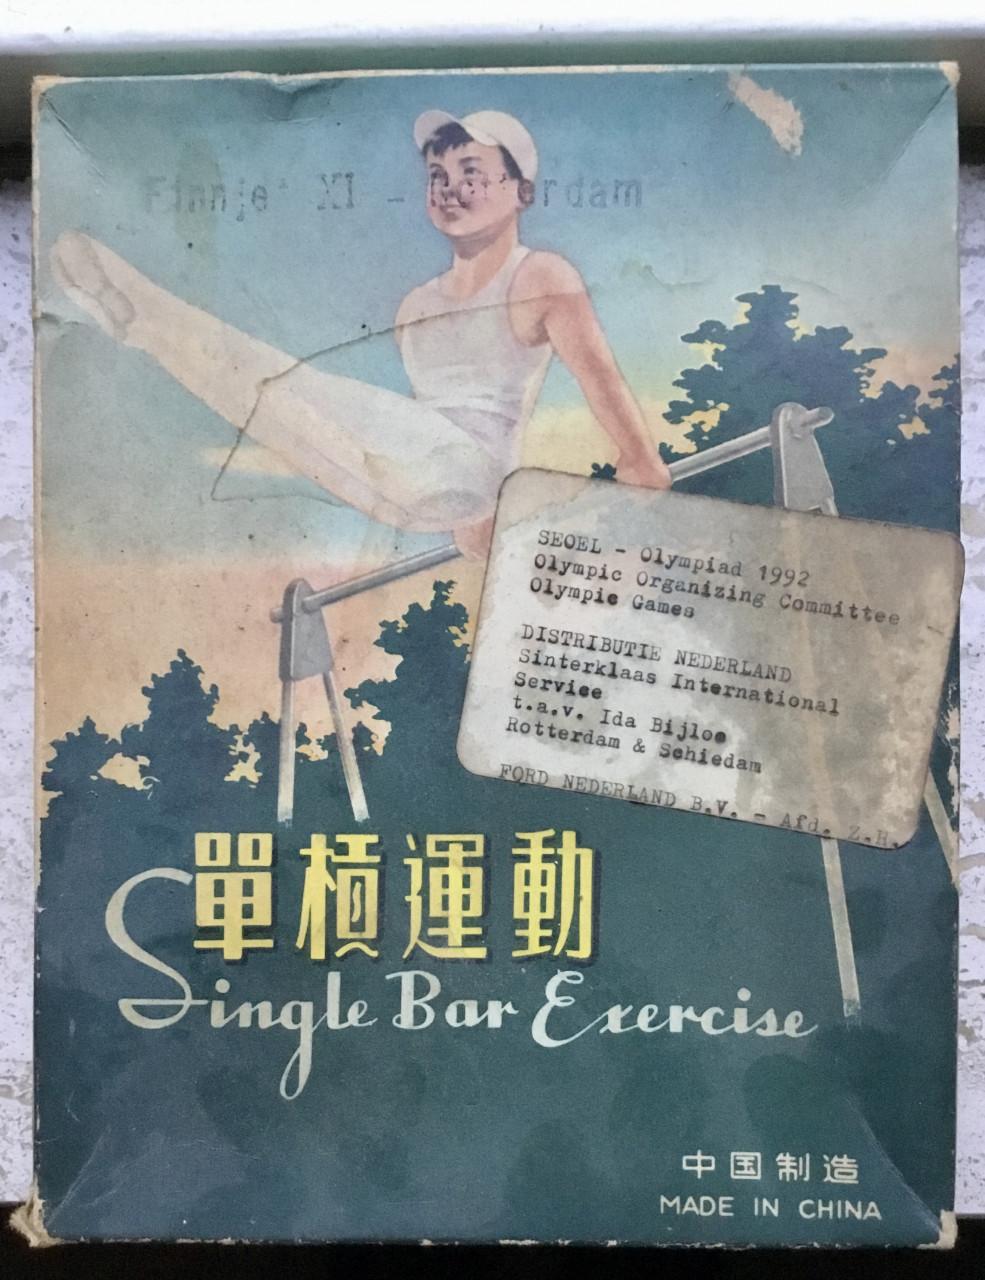 Finnje XI - Rotterdam
SEOEL - Olympiad 1992
Olympic Organizing Committee
Olympic Games
DISTRIBUTIE NEDERLAND
Sinterklaas International
Service
t.a.v. Ida Bijloo
Rotterdam & Schiedam
FORD NEDERLAND B.V. - Afd. Z.H.
單槓運動
Single Bar Exercise
中国制造
MADE IN CHINA